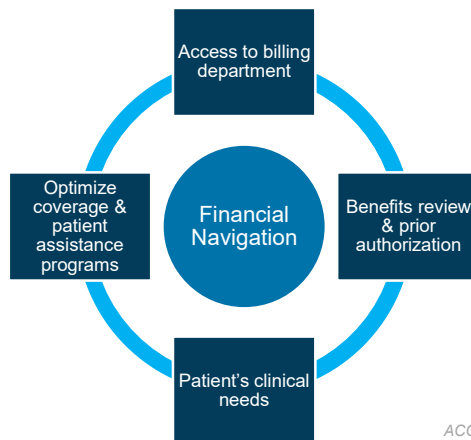 Access to billing
department
Optimize
coverage &
patient
assistance
programs
Financial
Navigation
Benefits review
& prior
authorization
Patient's clinical
needs